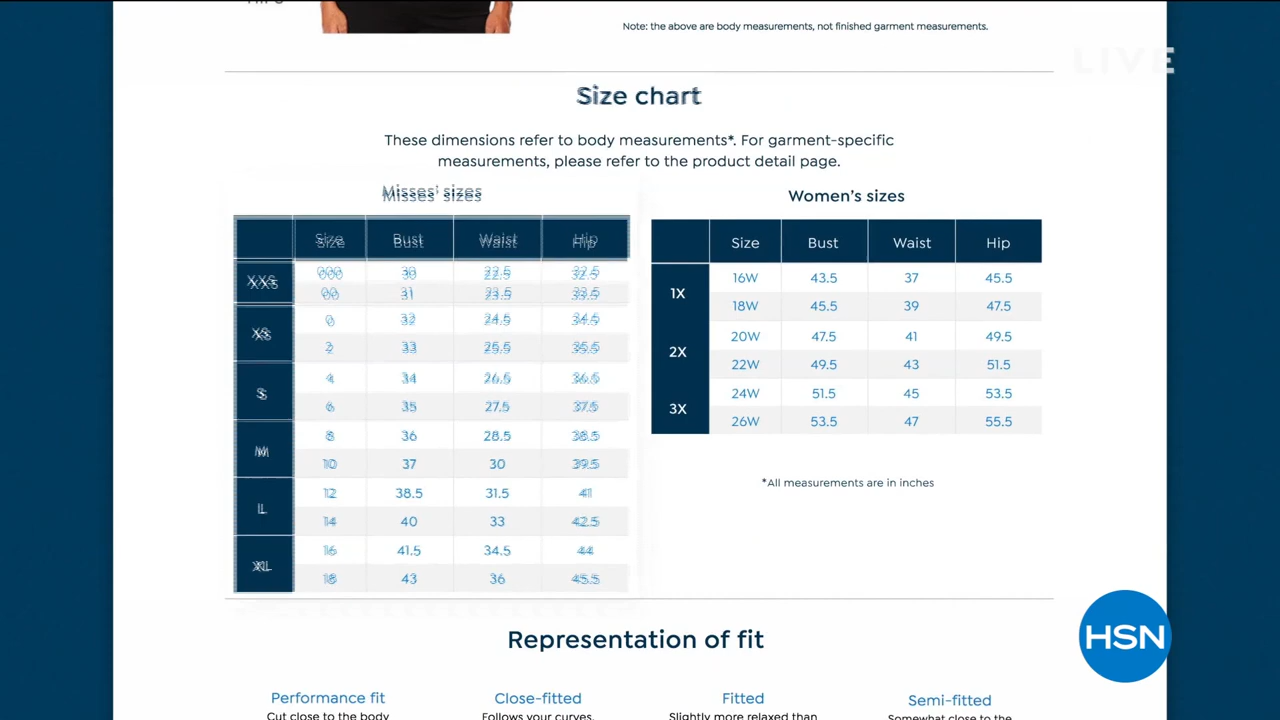 Note: the above are body measurements, not finished garment measurements.
LIVE
Size chart
These dimensions refer to body measurements*. For garment-specific
measurements, please refer to the product detail page.
Misses' sizes
Size Bust Waist Hip
XXS
000 30 22.5 32.5
00 31 23.5 33.5
XS
0 32 24.5 34.5
2 33 25.5 35.5
S
4 34 26.5 36.5
6 35 27.5 37.5
M
8 36 28.5 38.5
10 37 30 39.5
L
12 38.5 31.5 41
14 40 33 42.5
XL
16 41.5 34.5 44
18 43 36 45.5
Women's sizes
Size Bust Waist Hip
1X
16W 43.5 37 45.5
18W 45.5 39 47.5
2X
20W 47.5 41 49.5
22W 49.5 43 51.5
3X
24W 51.5 45 53.5
26W 53.5 47 55.5
*All measurements are in inches
Representation of fit
Performance fit Close-fitted Fitted Semi-fitted
Cut close to the body Follows your curves, Slightly more relaxed than Somewhat close to the
HSN